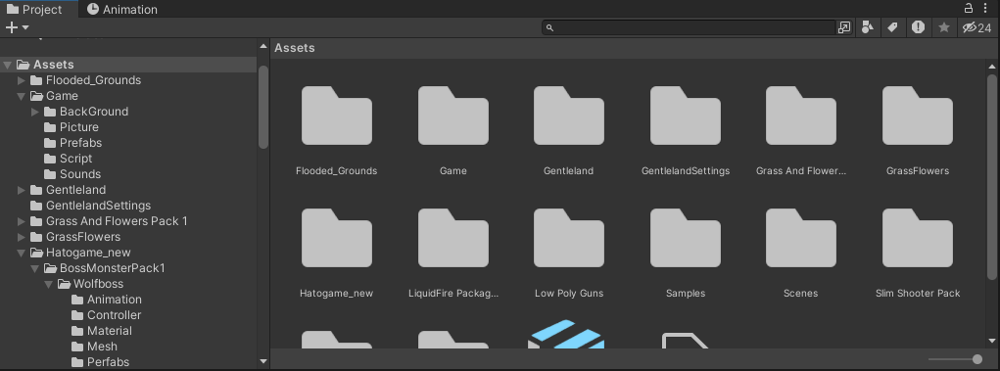 Project
Animation
24
Assets
Flooded_Grounds
Game
BackGround
Picture
Prefabs
Script
Sounds
Gentleland
GentlelandSettings
Grass And Flowers Pack 1
GrassFlowers
Hatogame_new
BossMonsterPack1
Wolfboss
Animation
Controller
Material
Mesh
Perfabs
Assets
Flooded_Grounds
Game
Gentleland
GentlelandSettings
Grass And Flower...
GrassFlowers
Hatogame_new
LiquidFire Packag...
Low Poly Guns
Samples
Scenes
Slim Shooter Pack